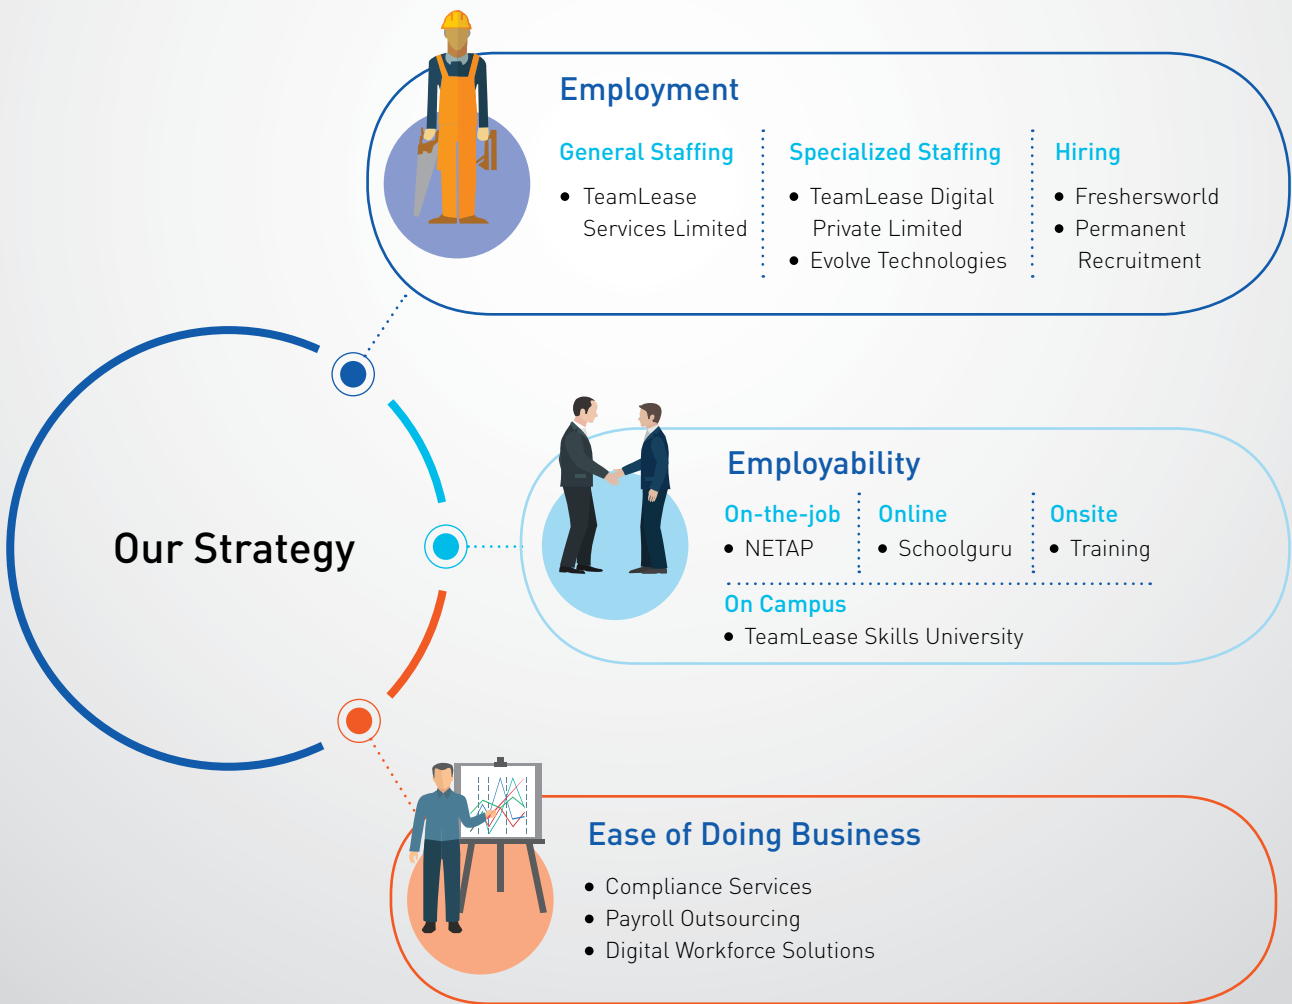 Employment
General Staffing
• TeamLease
Services Limited
Specialized Staffing
• TeamLease Digital
Private Limited
• Evolve Technologies
Hiring
• Freshersworld
• Permanent
Recruitment
Our Strategy
Employability
On-the-job
• NETAP
Online
• Schoolguru
Onsite
• Training
On Campus
• TeamLease Skills University
Ease of Doing Business
• Compliance Services
• Payroll Outsourcing
• Digital Workforce Solutions